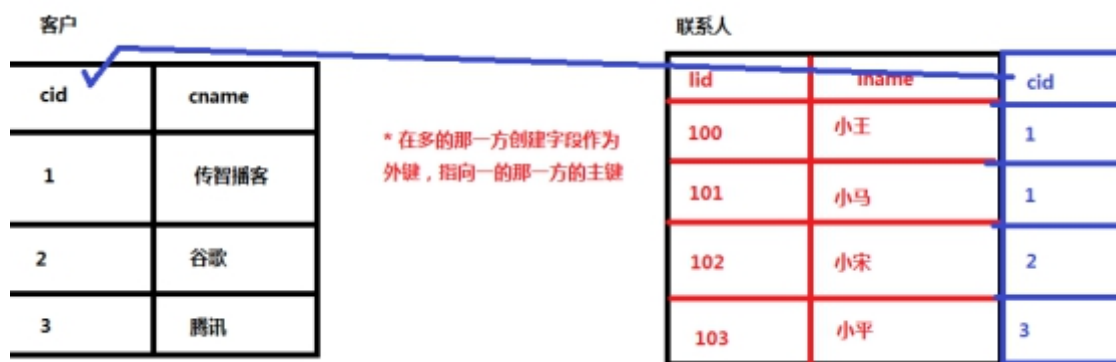 客户
cid cname
1 传智播客
2 谷歌
3 腾讯
* 在多的那一方创建字段作为
外键，指向一的那一方的主键
联系人
lid lname cid
100 小王 1
101 小马 1
102 小宋 2
103 小平 3